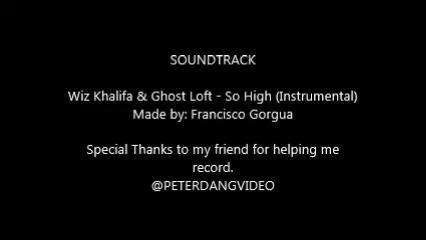 SOUNDTRACK
Wiz Khalifa & Ghost Loft - So High (Instrumental)
Made by: Francisco Gorgua
Special Thanks to my friend for helping me
record.
@PETERDANGVIDEO